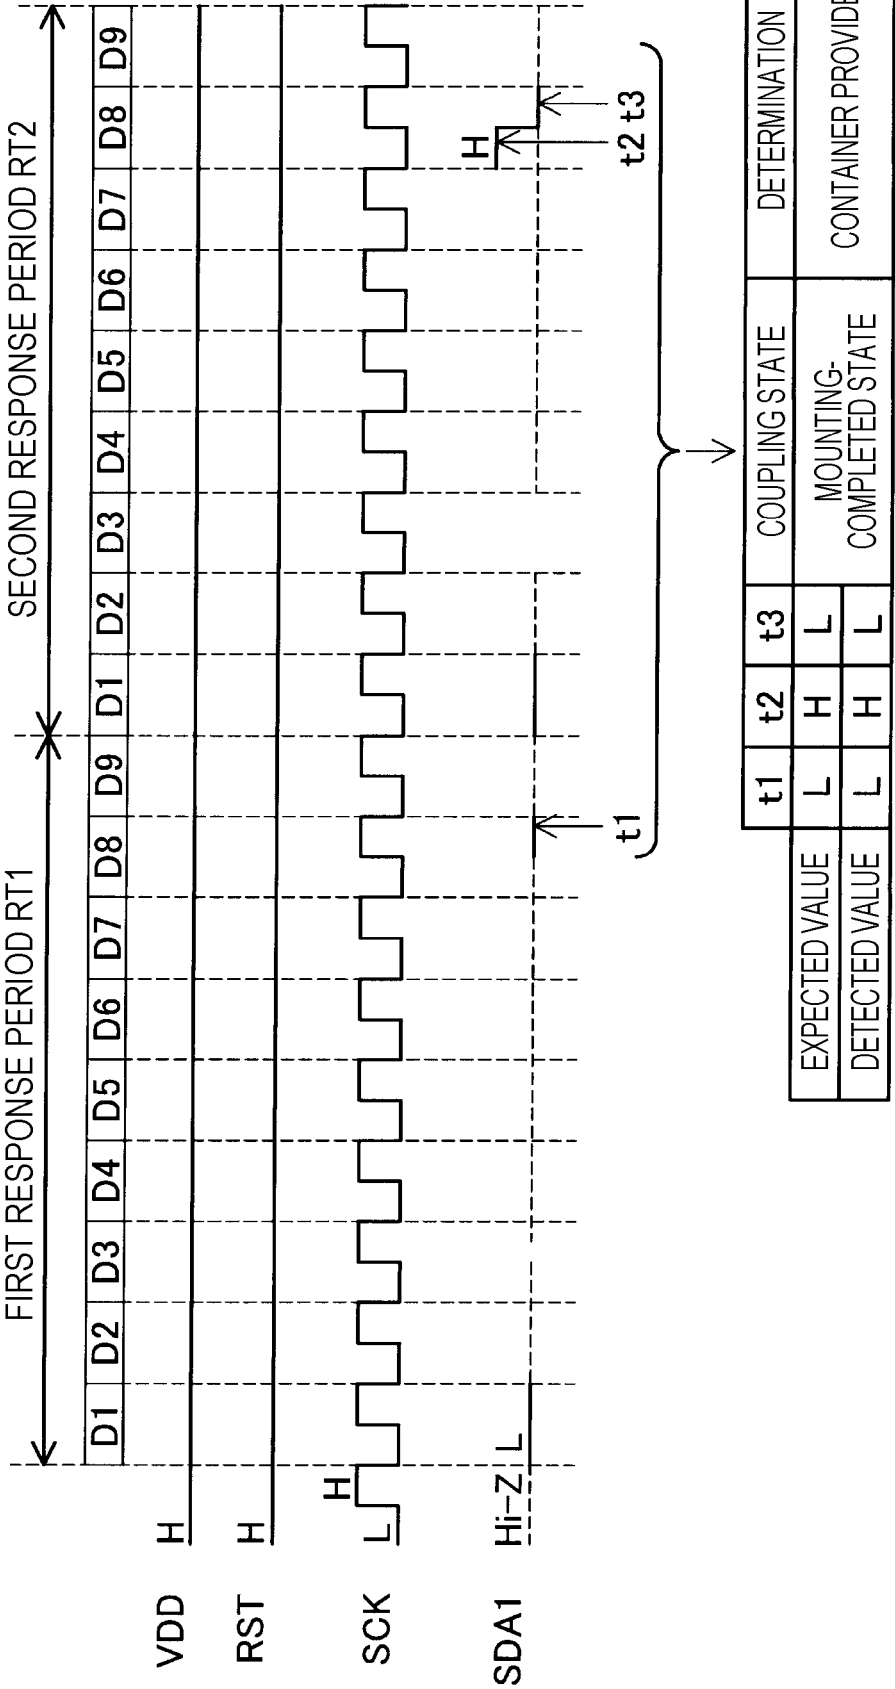 FIRST RESPONSE PERIOD RT1 SECOND RESPONSE PERIOD RT2
D1 D2 D3 D4 D5 D6 D7 D8 D9 D1 D2 D3 D4 D5 D6 D7 D8 D9
VDD H
RST H
SCK L H
SDA1 Hi-Z L H
t1 t2 t3
t1 t2 t3 COUPLING STATE DETERMINATION
EXPECTED VALUE L H L MOUNTING-
COMPLETED STATE CONTAINER PROVIDE
DETECTED VALUE L H L